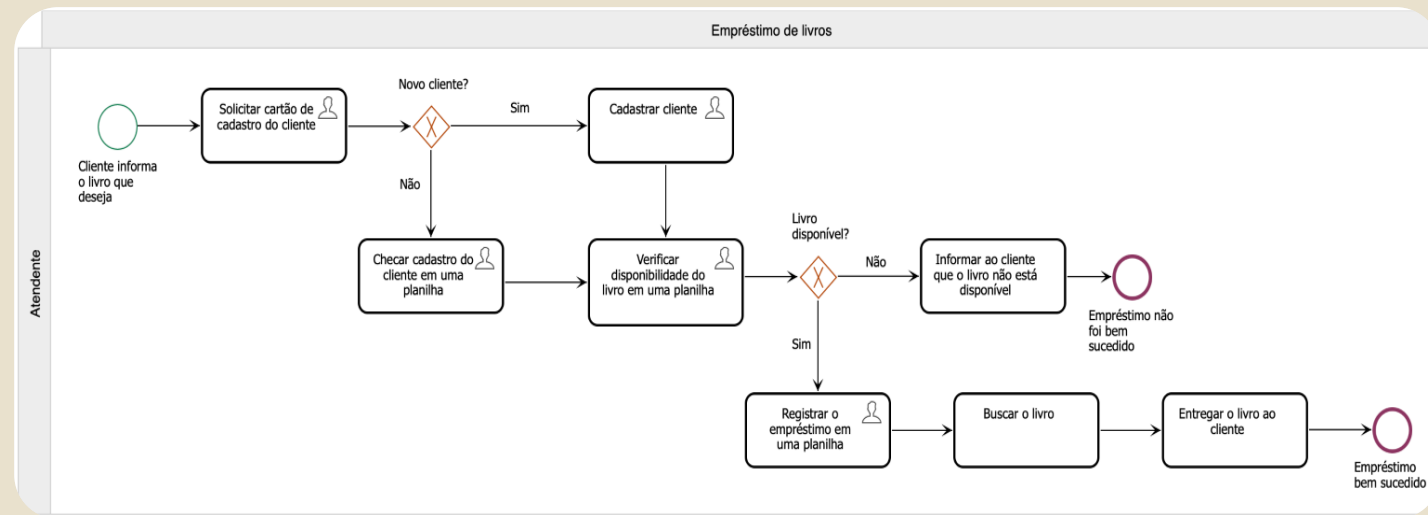 Empréstimo de livros
Atendente
Cliente informa
o livro que
deseja
Solicitar cartão de
cadastro do cliente
Novo cliente?
Sim
Não
Cadastrar cliente
Checar cadastro do
cliente em uma
planilha
Verificar
disponibilidade do
livro em uma planilha
Livro
disponível?
Não
Sim
Informar ao cliente
que o livro não está
disponível
Empréstimo não
foi bem
sucedido
Registrar o
empréstimo em
uma planilha
Buscar o livro
Entregar o livro ao
cliente
Empréstimo
bem sucedido